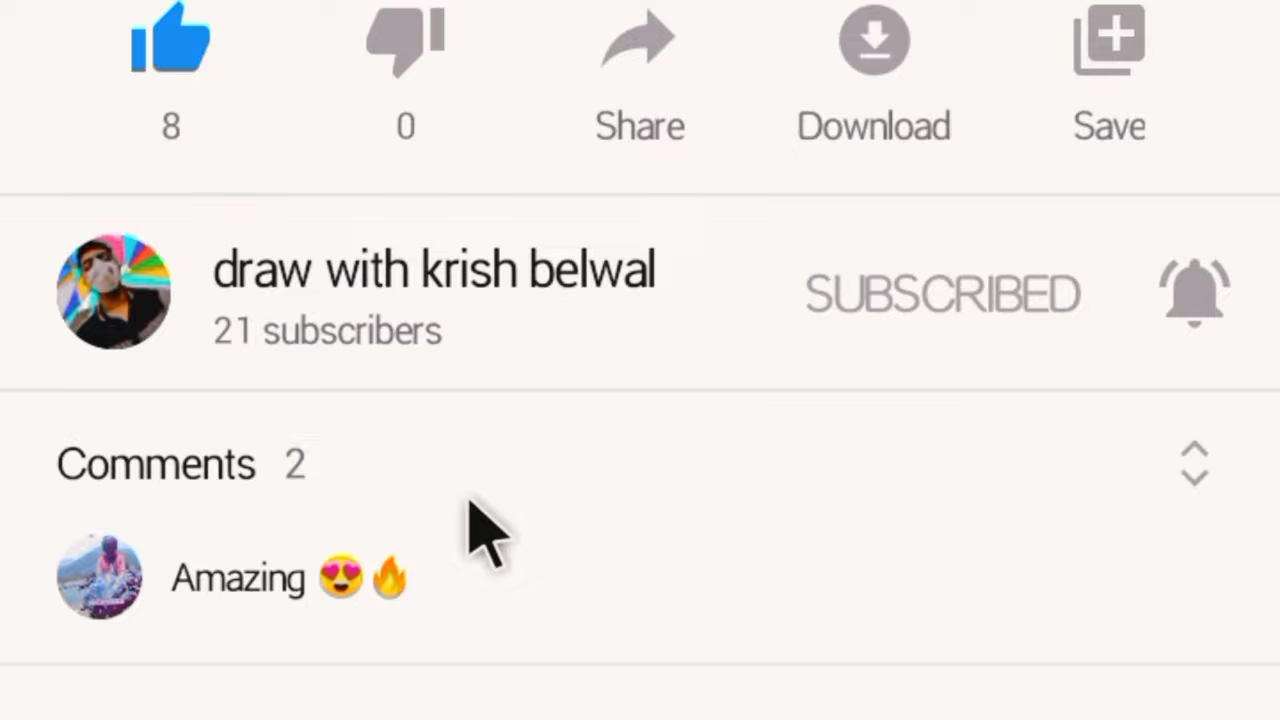 8 0 Share Download Save
draw with krish belwal
21 subscribers
SUBSCRIBED
Comments 2
Amazing 😍🔥